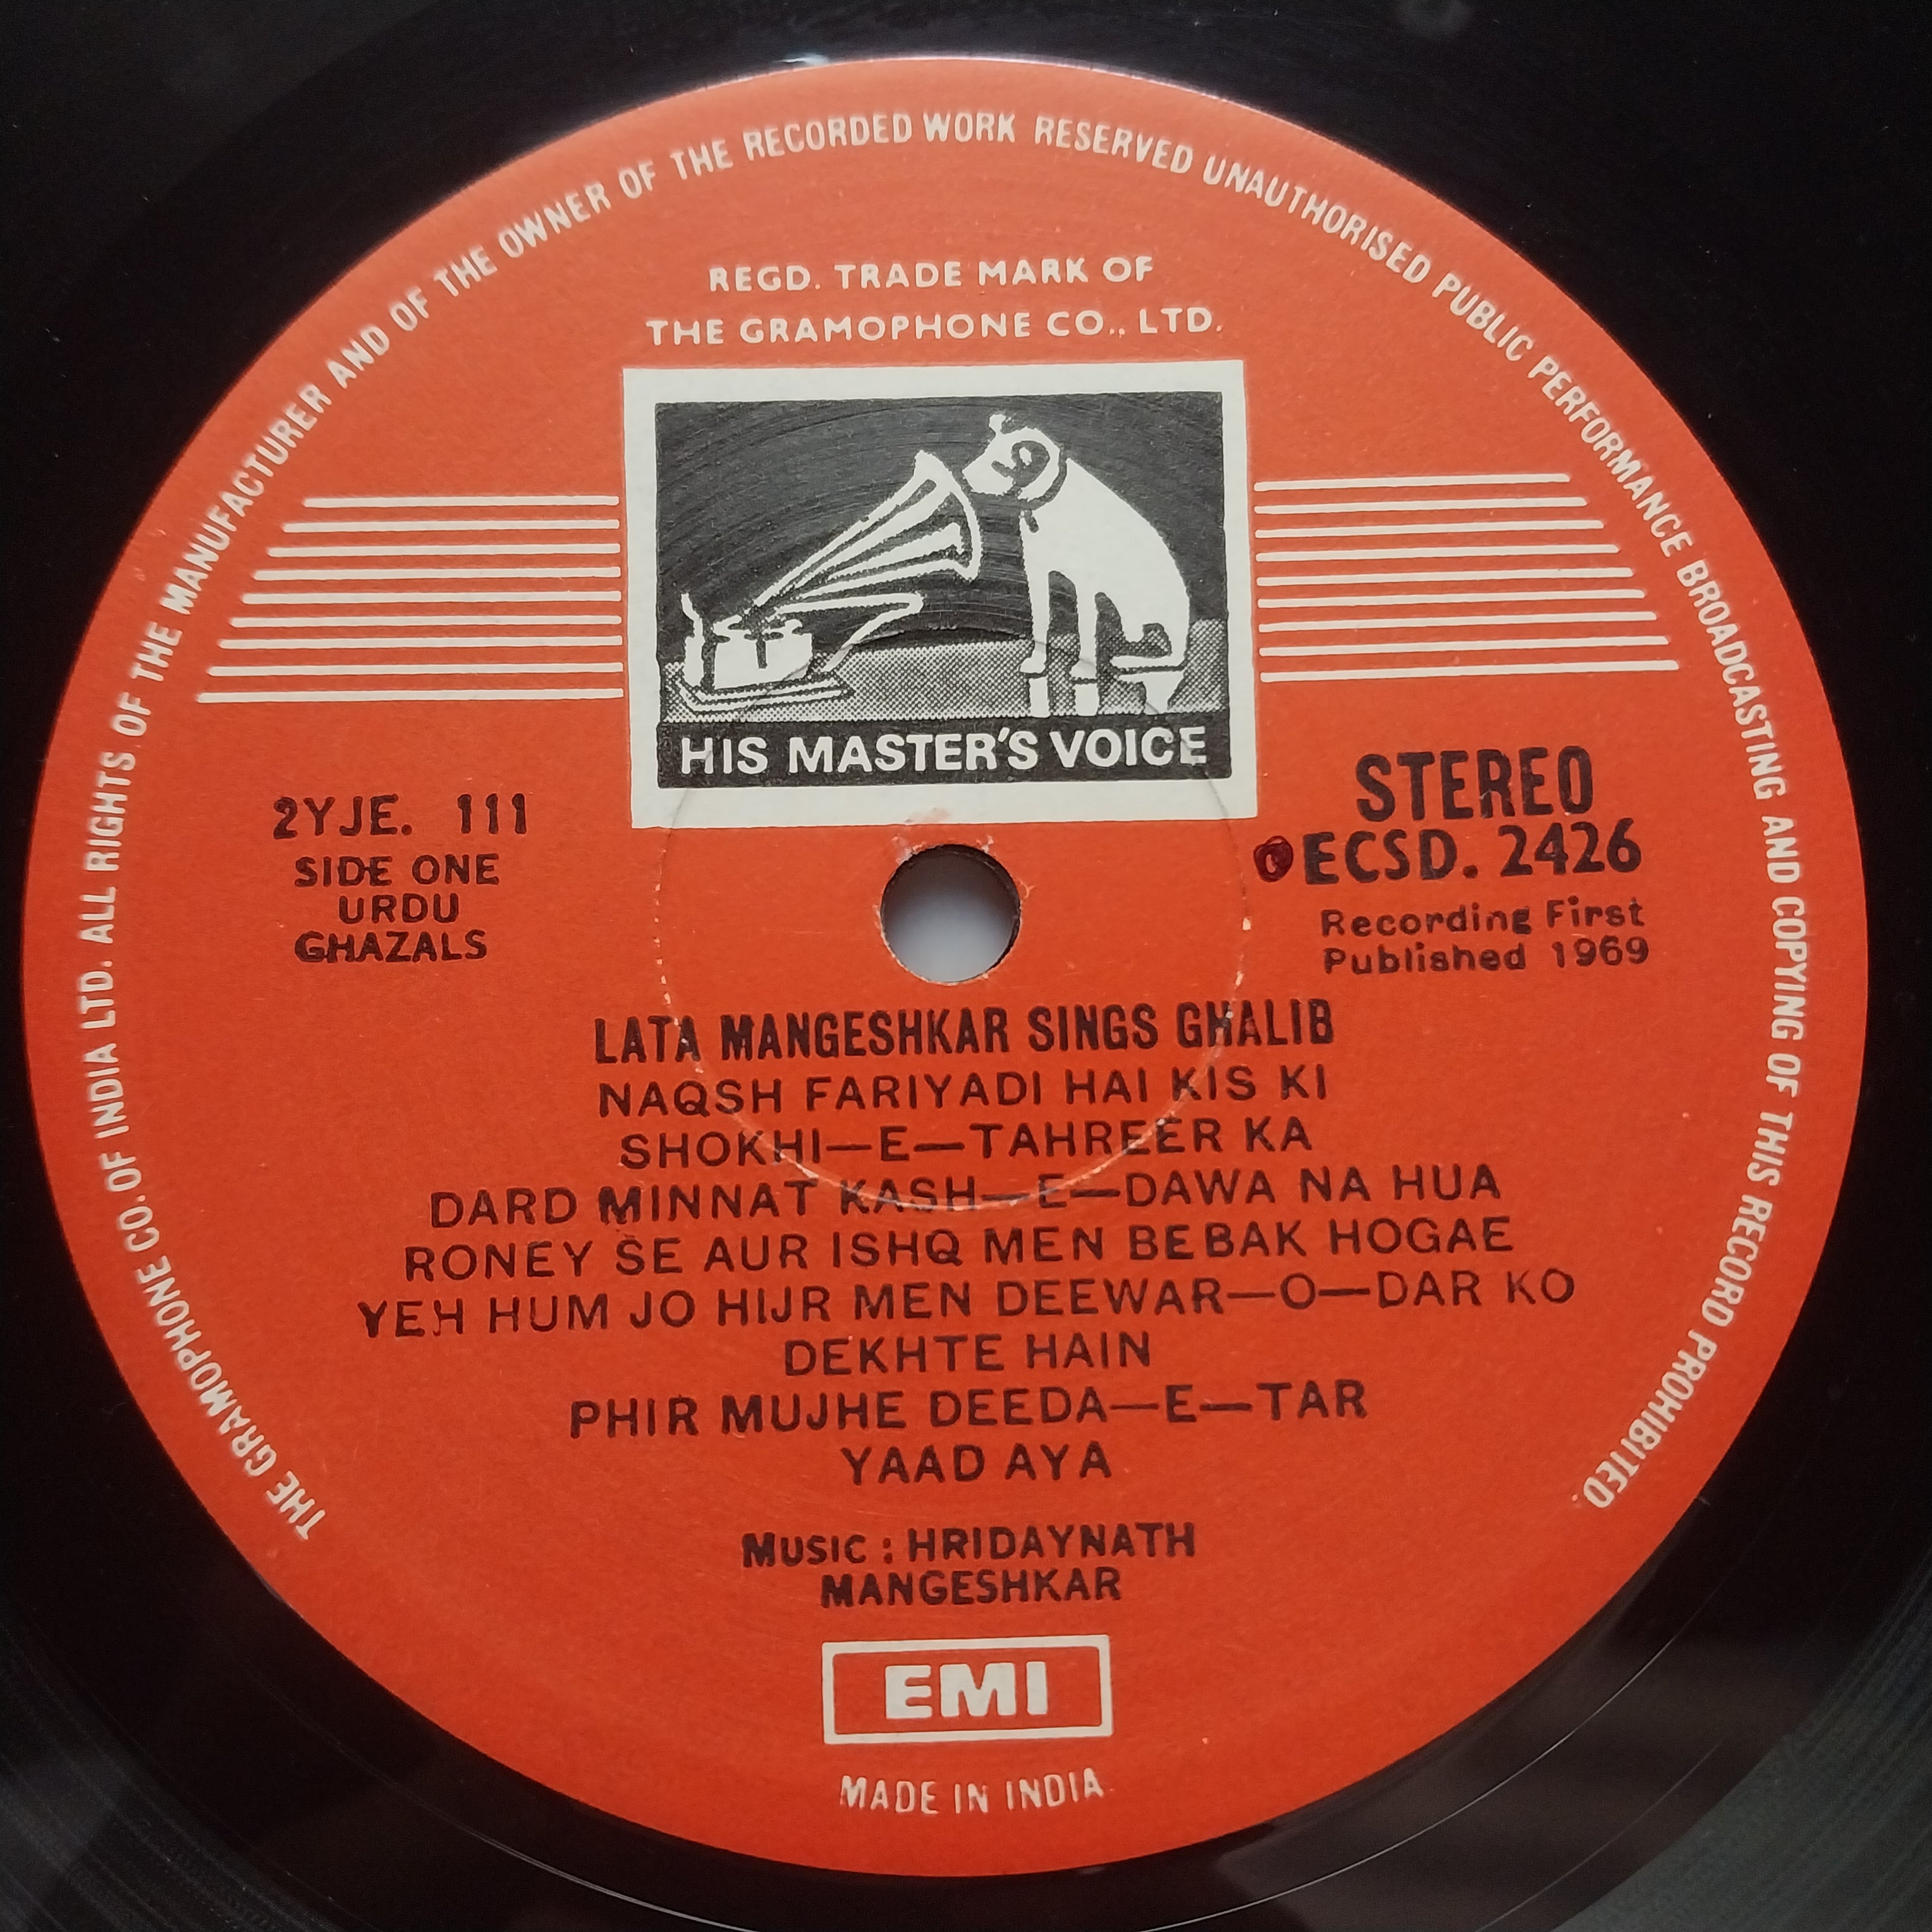 THE GRAMOPHONE CO. OF INDIA LTD. ALL RIGHTS OF THE MANUFACTURER AND OF THE OWNER OF THE RECORDED WORK RESERVED UNAUTHORISED PUBLIC PERFORMANCE BROADCASTING AND COPYING OF THIS RECORD PROHIBITED.
REGD. TRADE MARK OF
THE GRAMOPHONE CO., LTD.
HIS MASTER'S VOICE
2YJE. 111
SIDE ONE
URDU
GHAZALS
STEREO
ECSD. 2426
Recording First
Published 1969
LATA MANGESHKAR SINGS GHALIB
NAQSH FARIYADI HAI KIS KI
SHOKHI—E—TAHREER KA
DARD MINNAT KASH—E—DAWA NA HUA
RONEY SE AUR ISHQ MEN BEBAK HOGAE
YEH HUM JO HIJR MEN DEEWAR—O—DAR KO
DEKHTE HAIN
PHIR MUJHE DEEDA—E—TAR
YAAD AYA
MUSIC : HRIDAYNATH
MANGESHKAR
EMI
MADE IN INDIA